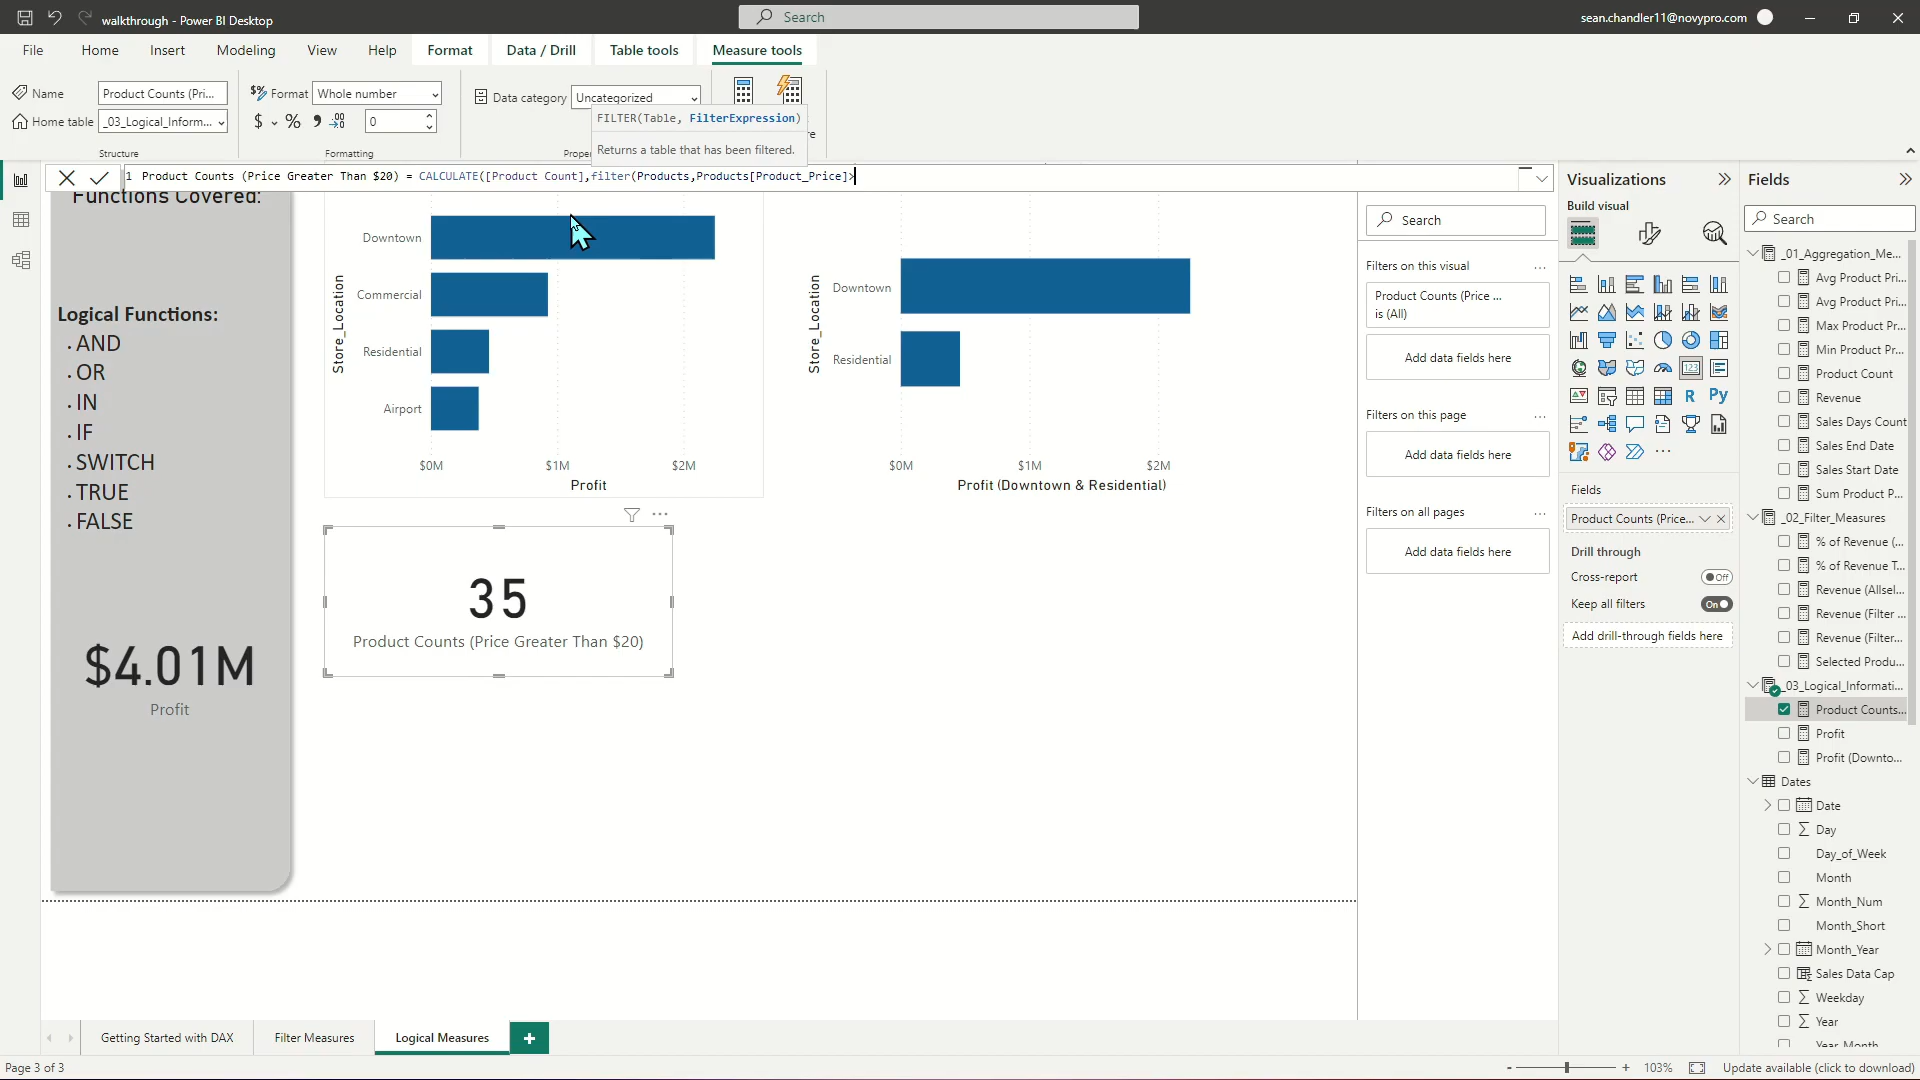 walkthrough - Power BI Desktop
Search
sean.chandler11@novypro.com
File Home Insert Modeling View Help Format Data / Drill Table tools Measure tools
Name Product Counts (Pri...
Home table _03_Logical_Inform...
Structure
$% Format Whole number
$ % 0
Formatting
Data category Uncategorized
FILTER(Table, FilterExpression)
Returns a table that has been filtered.
1 Product Counts (Price Greater Than $20) = CALCULATE([Product Count],filter(Products,Products[Product_Price]>
Functions Covered:
Logical Functions:
. AND
. OR
. IN
. IF
. SWITCH
. TRUE
. FALSE
$4.01M
Profit
Store_Location
Downtown
Commercial
Residential
Airport
$0M $1M $2M
Profit
Store_Location
Downtown
Residential
$0M $1M $2M
Profit (Downtown & Residential)
35
Product Counts (Price Greater Than $20)
Search
Filters on this visual ...
Product Counts (Price ...
is (All)
Add data fields here
Filters on this page ...
Add data fields here
Filters on all pages ...
Add data fields here
Visualizations
Build visual
123
R Py
...
Fields
Product Counts (Price...
Drill through
Cross-report Off
Keep all filters On
Add drill-through fields here
Fields
Search
_01_Aggregation_Me...
Avg Product Pri...
Avg Product Pri...
Max Product Pr...
Min Product Pr...
Product Count
Revenue
Sales Days Count
Sales End Date
Sales Start Date
Sum Product P...
_02_Filter_Measures
% of Revenue (...
% of Revenue T...
Revenue (Allsel...
Revenue (Filter ...
Revenue (Filter...
Selected Produ...
_03_Logical_Informati...
Product Counts...
Profit
Profit (Downto...
Dates
Date
Day
Day_of_Week
Month
Month_Num
Month_Short
Month_Year
Sales Data Cap
Weekday
Year
Year_Month
Getting Started with DAX Filter Measures Logical Measures +
Page 3 of 3
- + 103% Update available (click to download)